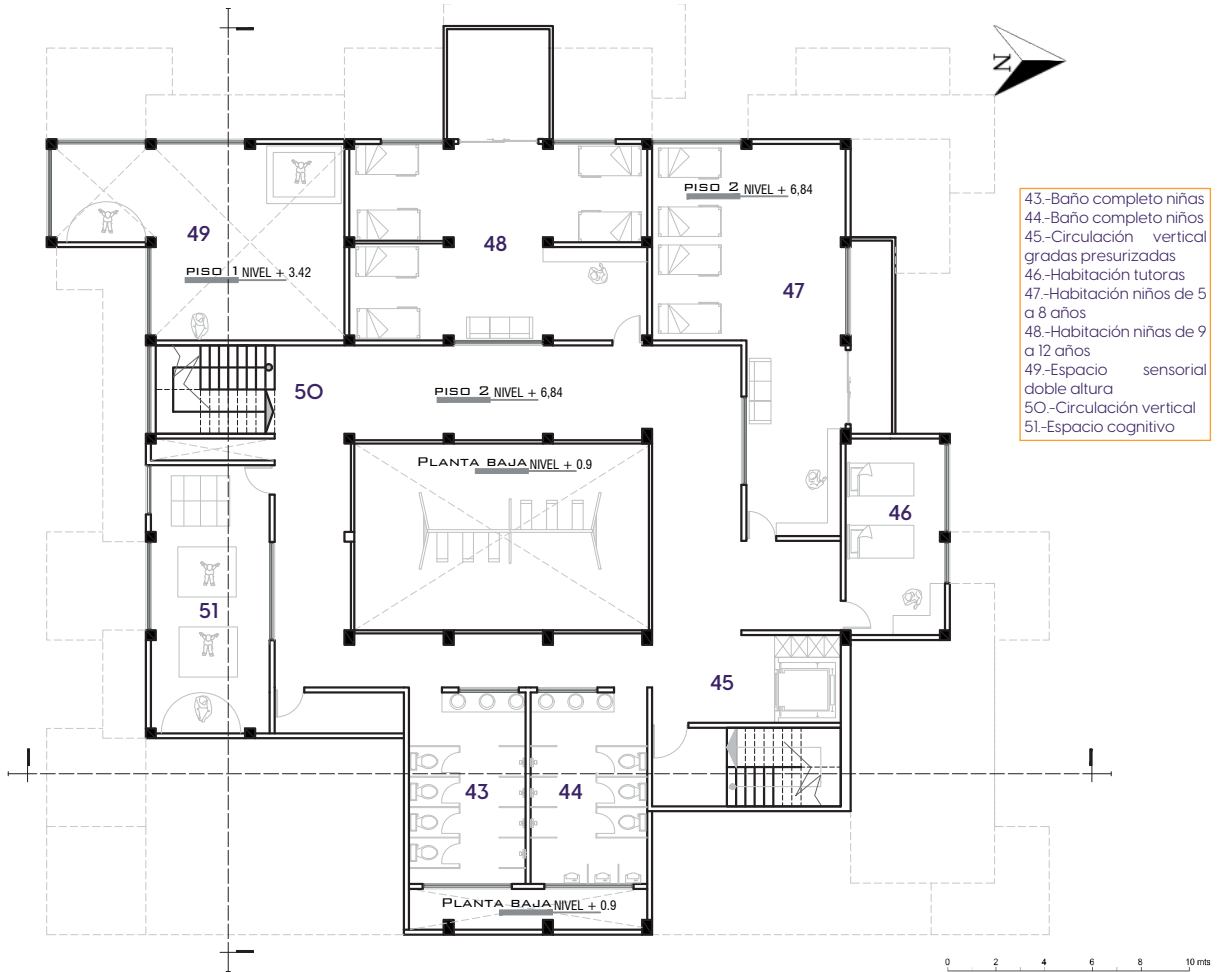 N
49
PISO 1 NIVEL + 3.42
48
PISO 2 NIVEL + 6,84
47
43.-Baño completo niñas
44.-Baño completo niños
45.-Circulación vertical
gradas presurizadas
46.-Habitación tutoras
47.-Habitación niños de 5
a 8 años
48.-Habitación niñas de 9
a 12 años
49.-Espacio sensorial
doble altura
50.-Circulación vertical
51.-Espacio cognitivo
50
PISO 2 NIVEL + 6,84
PLANTA BAJA NIVEL + 0.9
46
51
45
43
44
PLANTA BAJA NIVEL + 0.9
0 2 4 6 8 10 mts